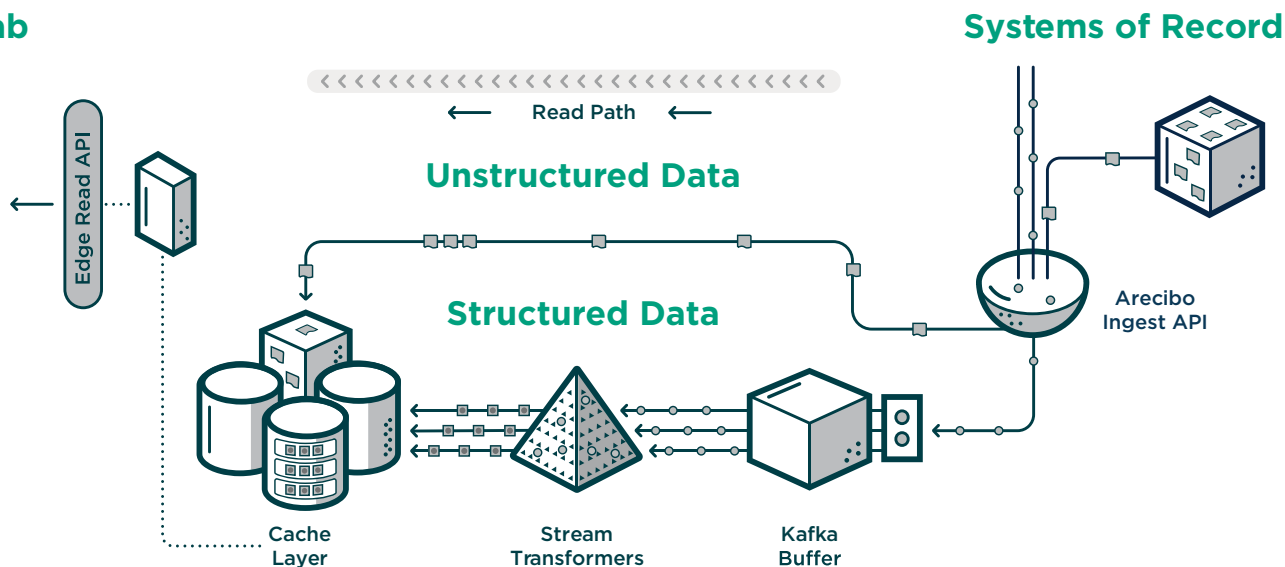 Systems of Record
Read Path
Edge Read API
Unstructured Data
Arecibo
Ingest API
Structured Data
Cache
Layer
Stream
Transformers
Kafka
Buffer